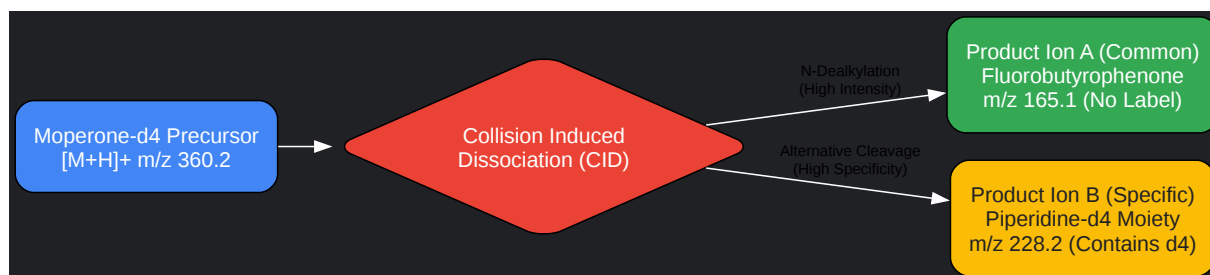 Moperone-d4 Precursor
[M+H]+ m/z 360.2
Collision Induced
Dissociation (CID)
N-Dealkylation
(High Intensity)
Alternative Cleavage
(High Specificity)
Product Ion A (Common)
Fluorobutyrophenone
m/z 165.1 (No Label)
Product Ion B (Specific)
Piperidine-d4 Moiety
m/z 228.2 (Contains d4)